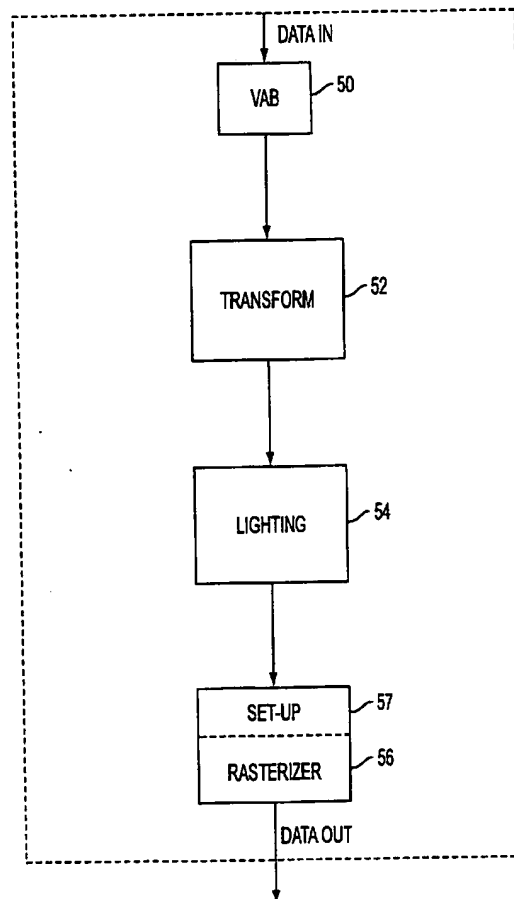 DATA IN
VAB
50
TRANSFORM
52
LIGHTING
54
SET-UP
57
RASTERIZER
56
DATA OUT